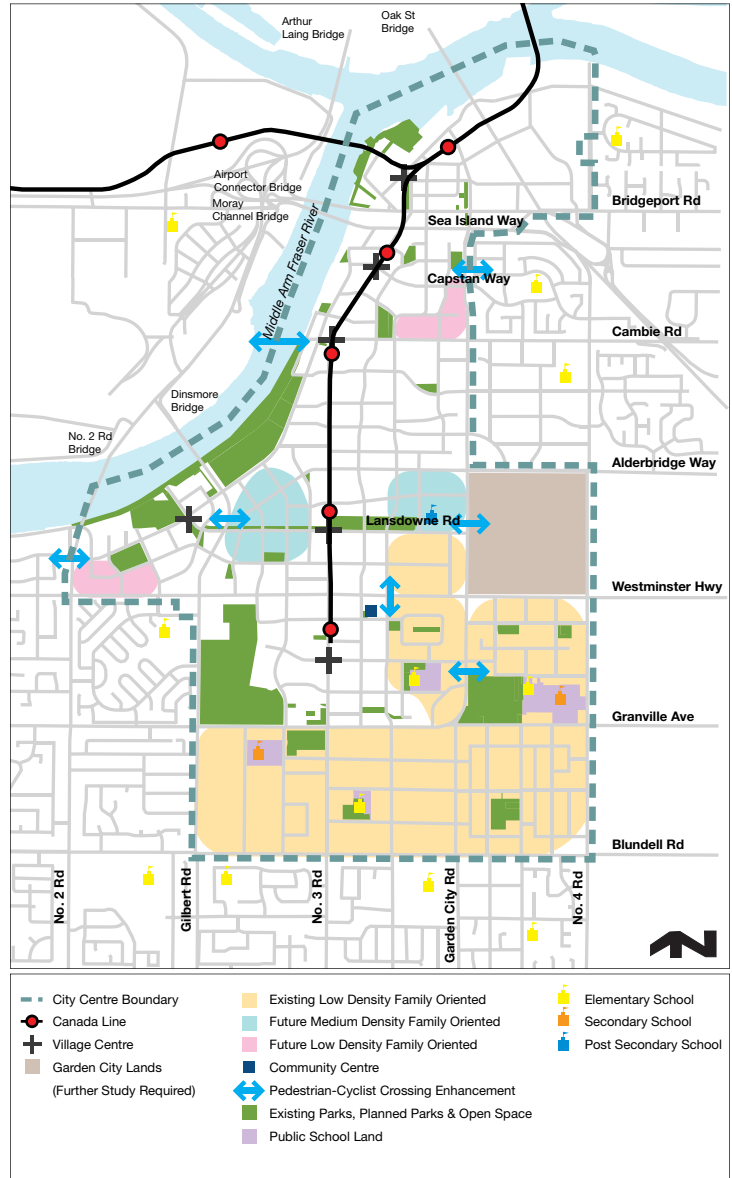 Arthur
Laing Bridge
Oak St
Bridge
Airport
Connector Bridge
Moray
Channel Bridge
Bridgeport Rd
Sea Island Way
Middle Arm Fraser River
Capstan Way
Cambie Rd
Dinsmore
Bridge
No. 2 Rd
Bridge
Alderbridge Way
Lansdowne Rd
Westminster Hwy
Granville Ave
Blundell Rd
No. 2 Rd
Gilbert Rd
No. 3 Rd
Garden City Rd
No. 4 Rd
N
City Centre Boundary
Canada Line
Village Centre
Garden City Lands
(Further Study Required)
Existing Low Density Family Oriented
Future Medium Density Family Oriented
Future Low Density Family Oriented
Community Centre
Pedestrian-Cyclist Crossing Enhancement
Existing Parks, Planned Parks & Open Space
Public School Land
Elementary School
Secondary School
Post Secondary School